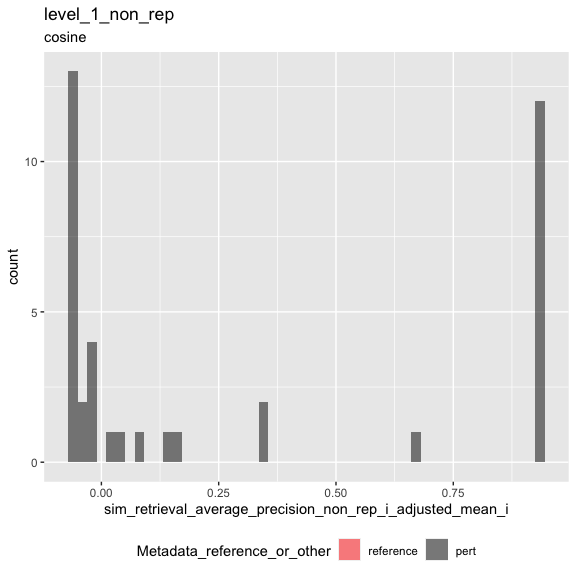 level_1_non_rep
cosine
10
5
0
count
0.00 0.25 0.50 0.75
sim_retrieval_average_precision_non_rep_i_adjusted_mean_i
Metadata_reference_or_other reference pert